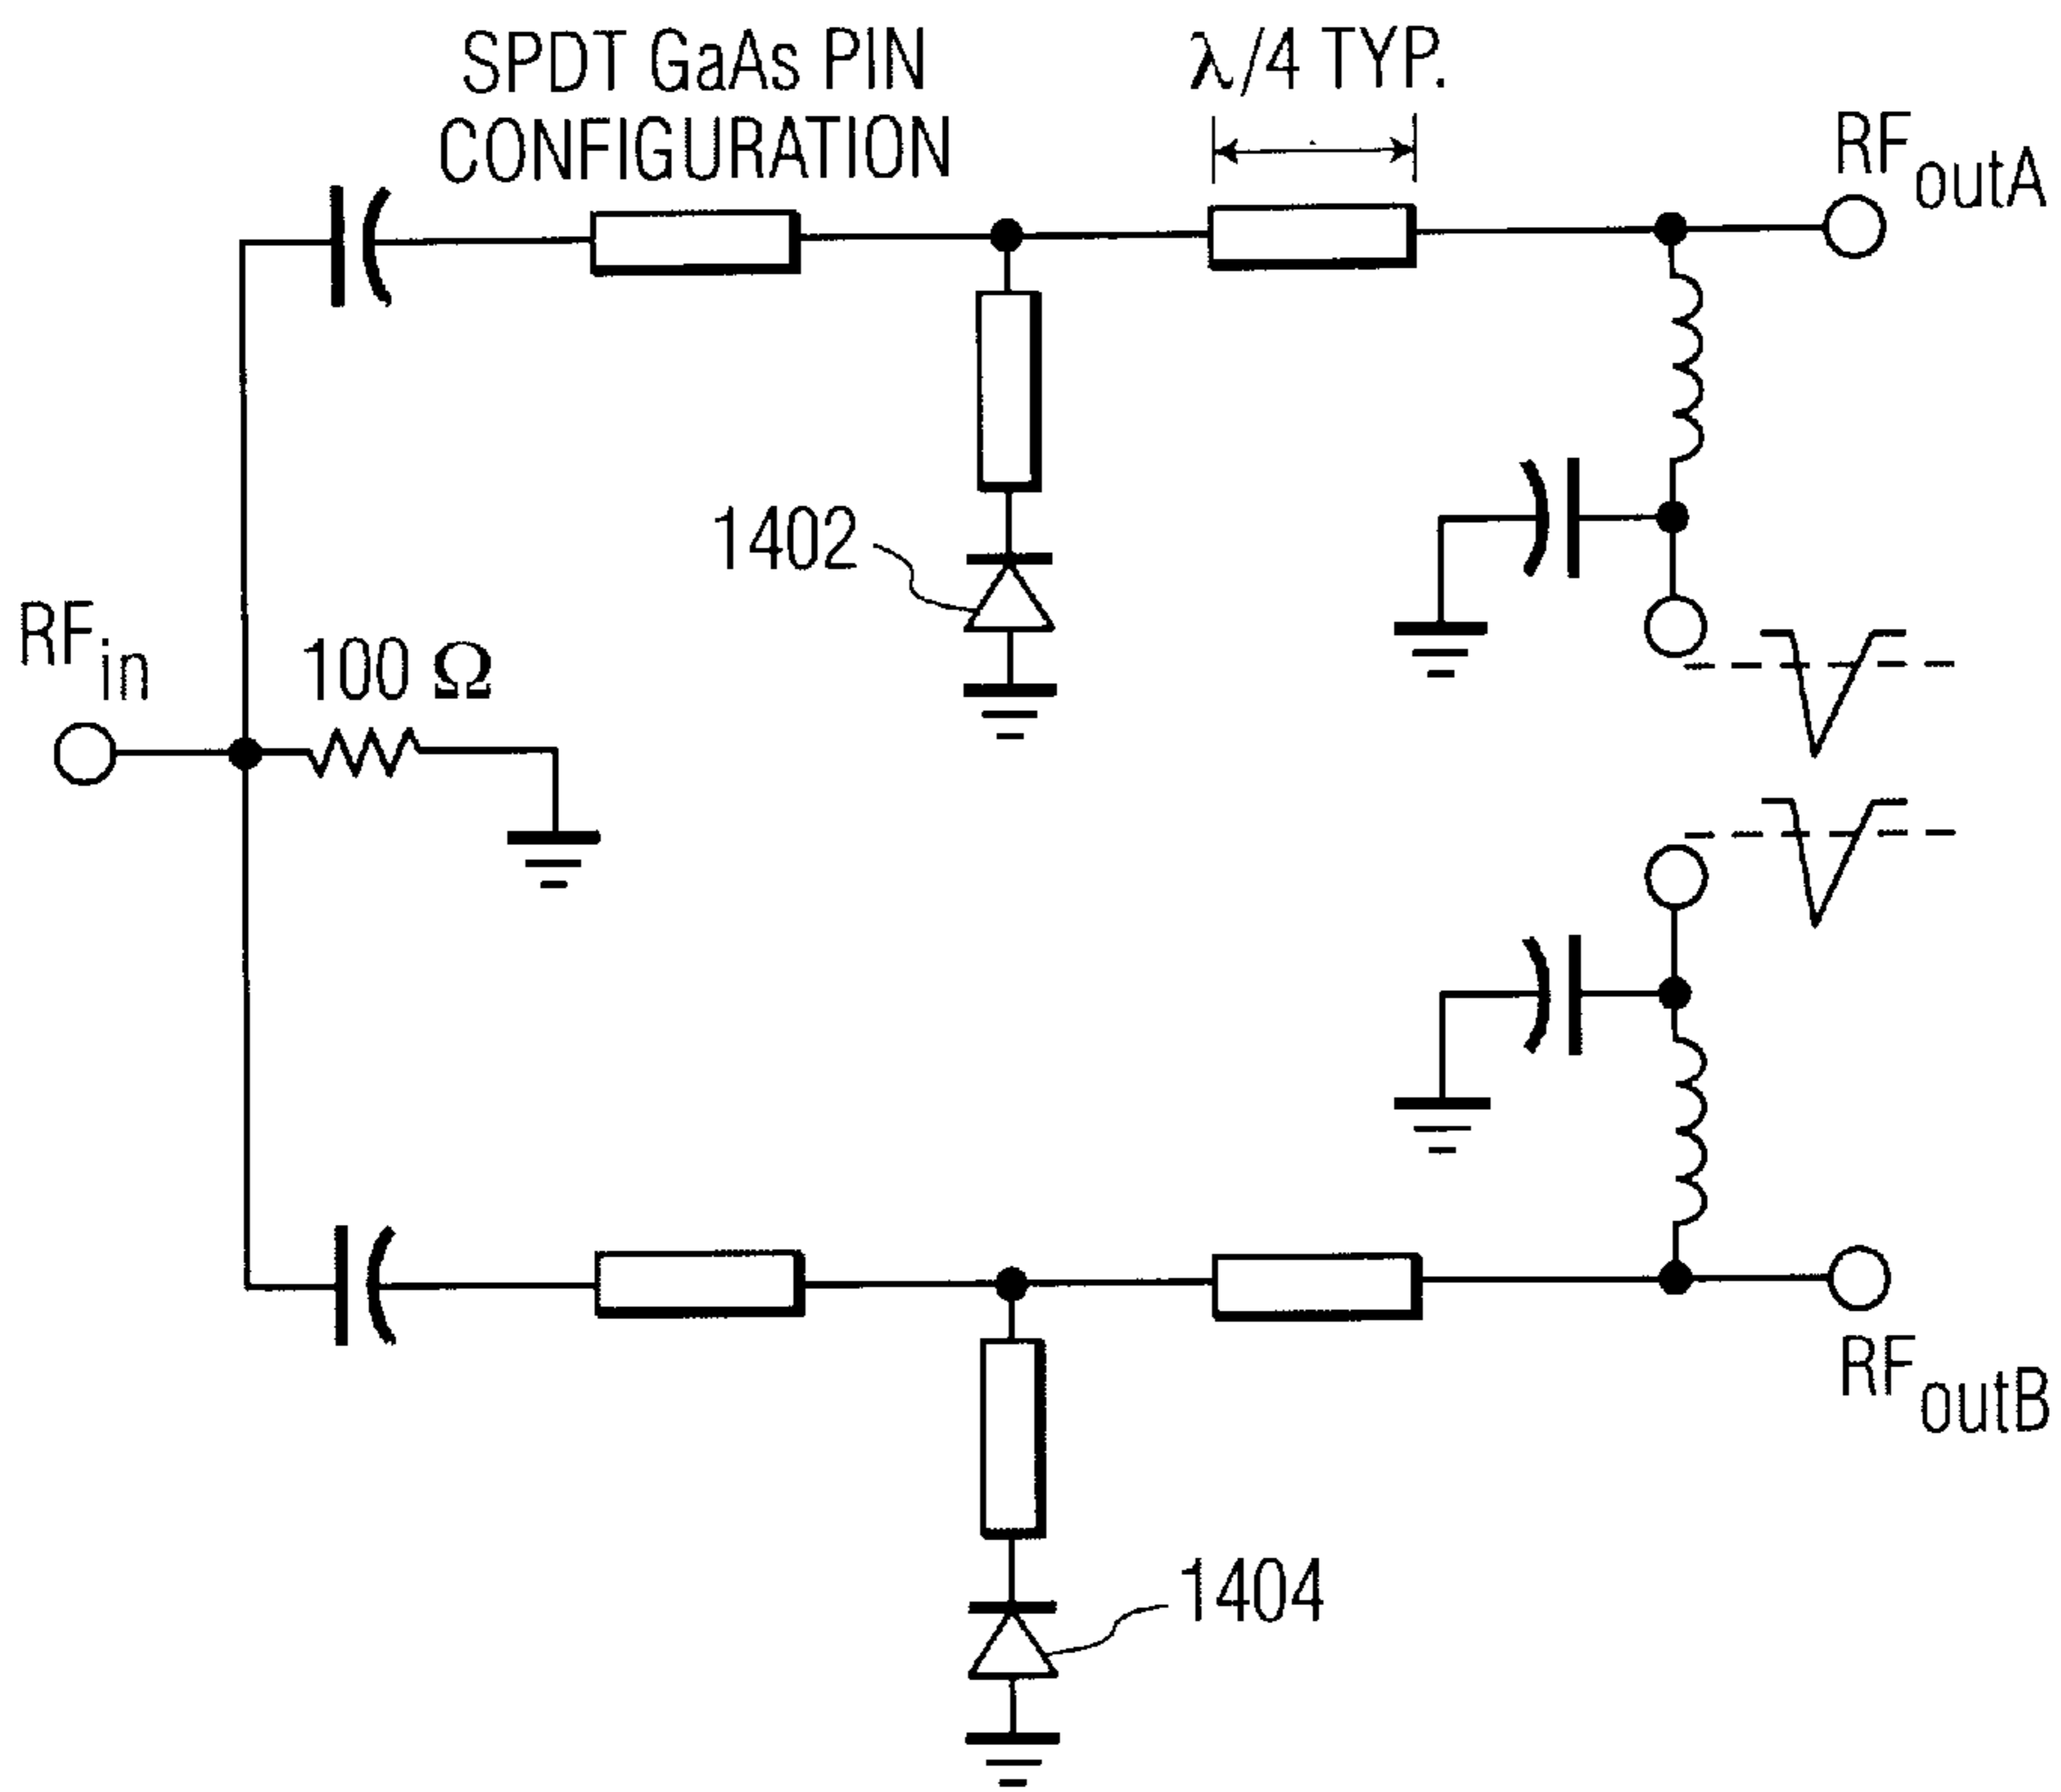 SPDT GaAs PIN
CONFIGURATION
λ/4 TYP.
RF outA
1402
RF in
100 Ω
RF outB
1404